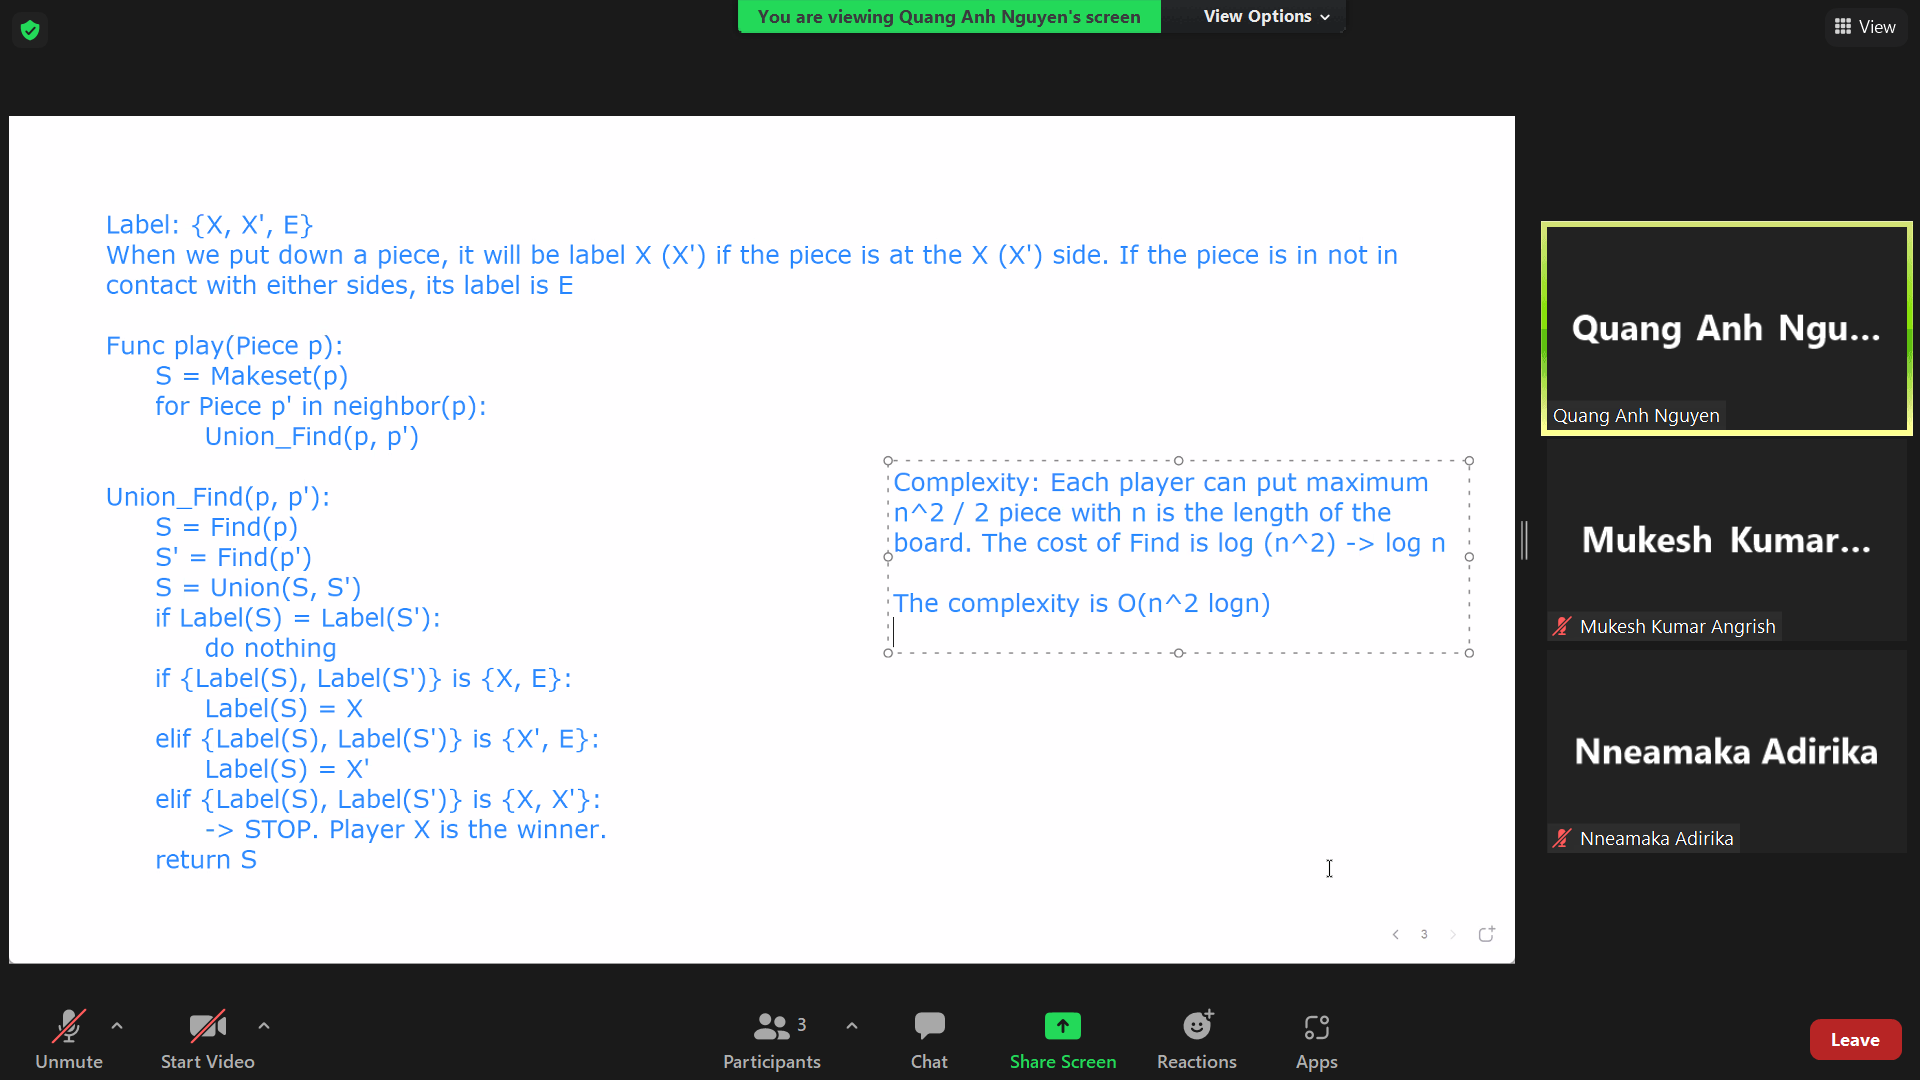 You are viewing Quang Anh Nguyen's screen
View Options
View
Label: {X, X', E}
When we put down a piece, it will be label X (X') if the piece is at the X (X') side. If the piece is in not in
contact with either sides, its label is E
Func play(Piece p):
S = Makeset(p)
for Piece p' in neighbor(p):
Union_Find(p, p')
Union_Find(p, p'):
S = Find(p)
S' = Find(p')
S = Union(S, S')
if Label(S) = Label(S'):
do nothing
if {Label(S), Label(S')} is {X, E}:
Label(S) = X
elif {Label(S), Label(S')} is {X', E}:
Label(S) = X'
elif {Label(S), Label(S')} is {X, X'}:
-> STOP. Player X is the winner.
return S
Complexity: Each player can put maximum
n^2 / 2 piece with n is the length of the
board. The cost of Find is log (n^2) -> log n
The complexity is O(n^2 logn)
3
Quang Anh Ngu...
Quang Anh Nguyen
Mukesh Kumar...
Mukesh Kumar Angrish
Nneamaka Adirika
Nneamaka Adirika
Unmute
Start Video
3
Participants
Chat
Share Screen
Reactions
Apps
Leave